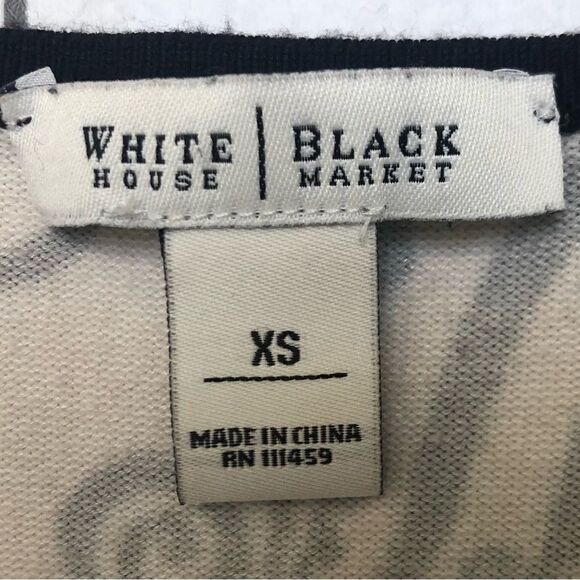 WHITE | BLACK
HOUSE | MARKET
XS
MADE IN CHINA
RN 111459